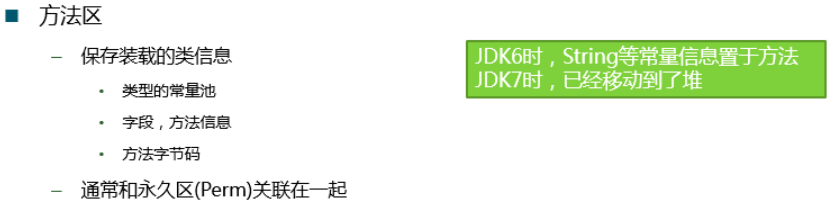 方法区
– 保存装载的类信息
• 类型的常量池
• 字段，方法信息
• 方法字节码
– 通常和永久区(Perm)关联在一起
JDK6时，String等常量信息置于方法
JDK7时，已经移动到了堆